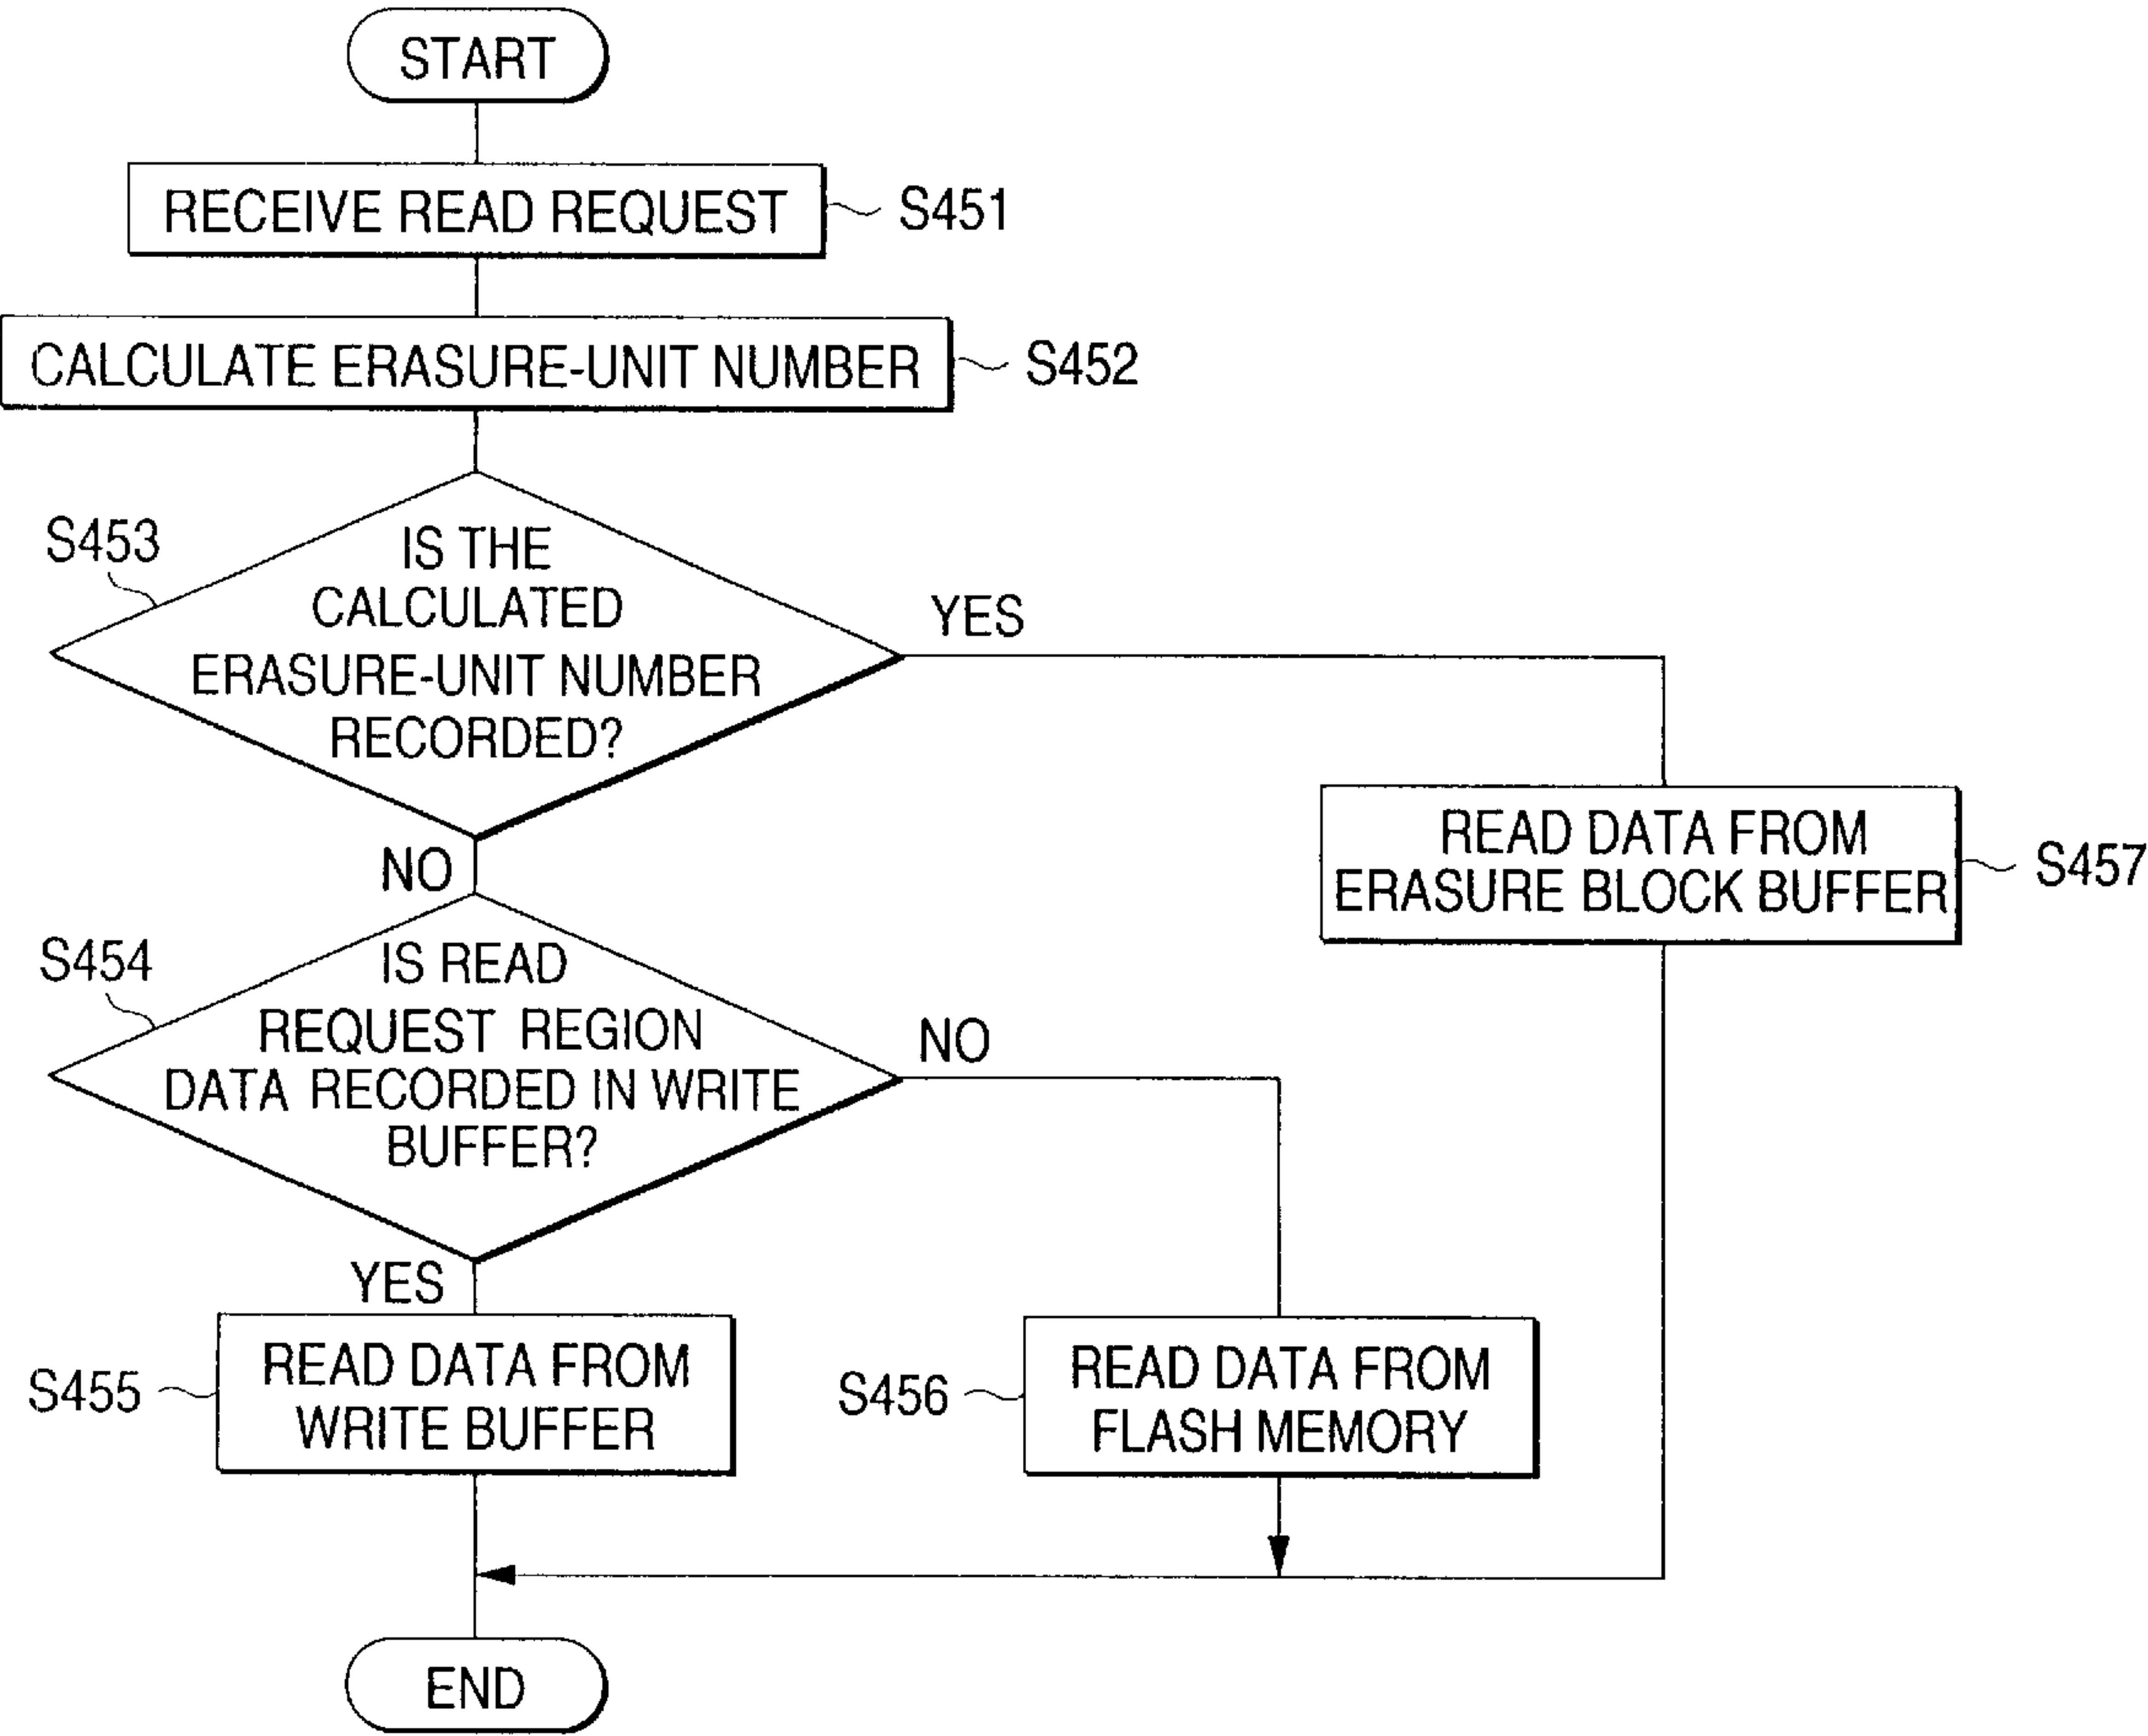 START
RECEIVE READ REQUEST
S451
CALCULATE ERASURE-UNIT NUMBER
S452
S453
IS THE
CALCULATED
ERASURE-UNIT NUMBER
RECORDED?
YES
NO
READ DATA FROM
ERASURE BLOCK BUFFER
S457
S454
IS READ
REQUEST REGION
DATA RECORDED IN WRITE
BUFFER?
NO
YES
S455
READ DATA FROM
WRITE BUFFER
S456
READ DATA FROM
FLASH MEMORY
END